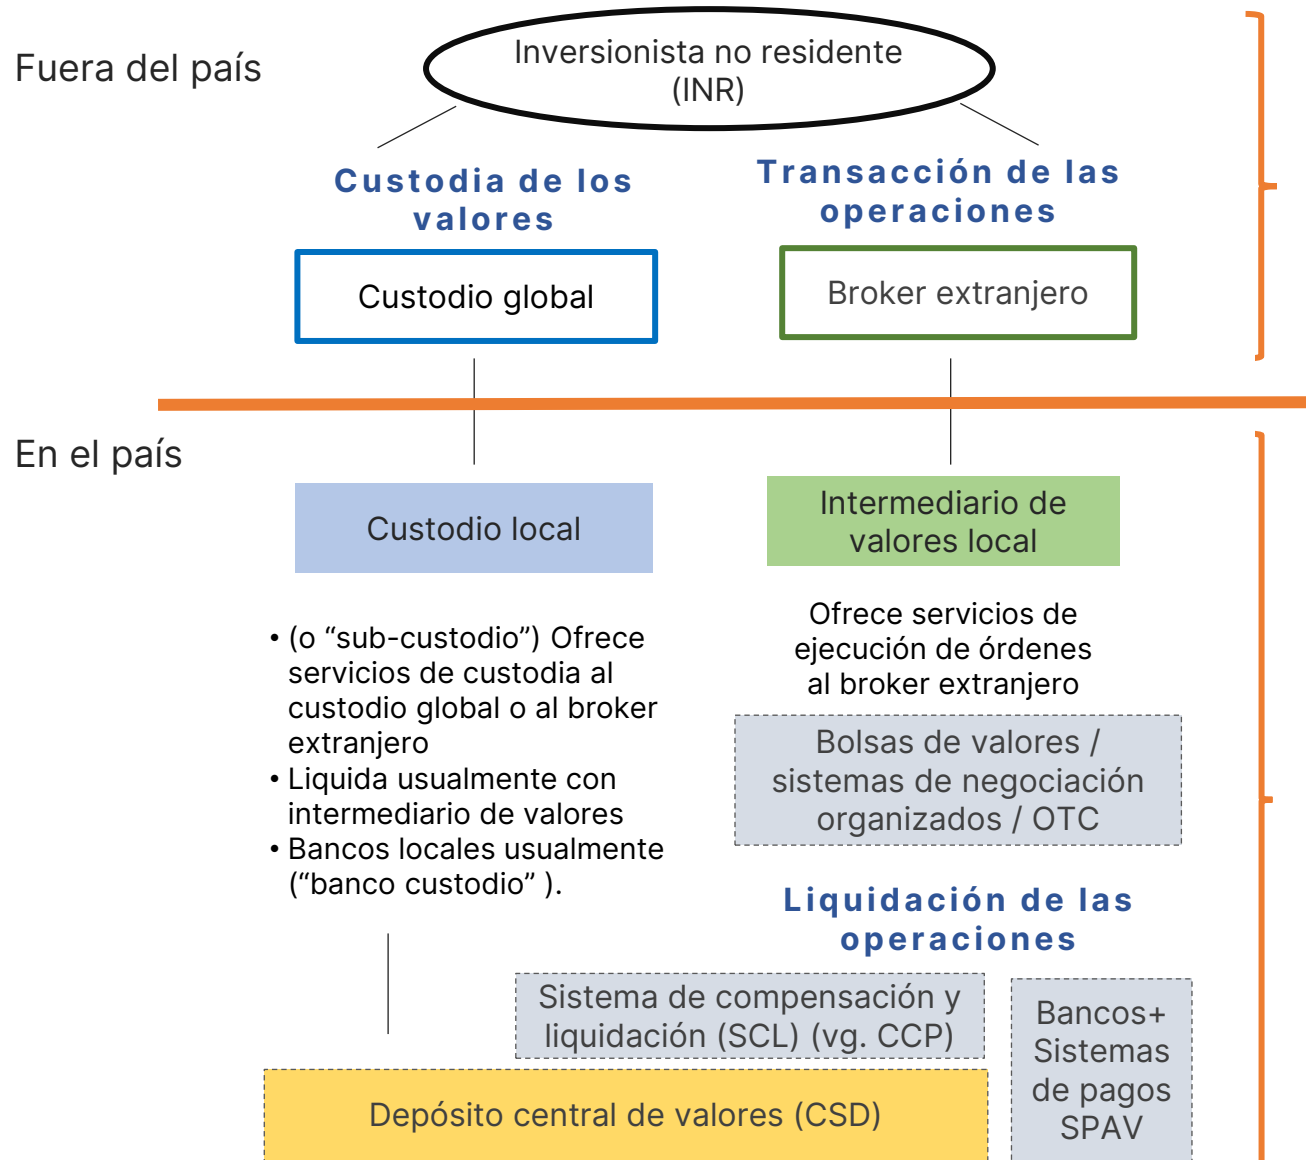 Fuera del país
Inversionista no residente
(INR)
Custodia de los
valores
Transacción de las
operaciones
Custodio global
Broker extranjero
En el país
Custodio local
Intermediario de
valores local
• (o “sub-custodio”) Ofrece
servicios de custodia al
custodio global o al broker
extranjero
• Liquida usualmente con
intermediario de valores
• Bancos locales usualmente
(“banco custodio” ).
Ofrece servicios de
ejecución de órdenes
al broker extranjero
Bolsas de valores /
sistemas de negociación
organizados / OTC
Liquidación de las
operaciones
Sistema de compensación y
liquidación (SCL) (vg. CCP)
Bancos+
Sistemas
de pagos
SPAV
Depósito central de valores (CSD)